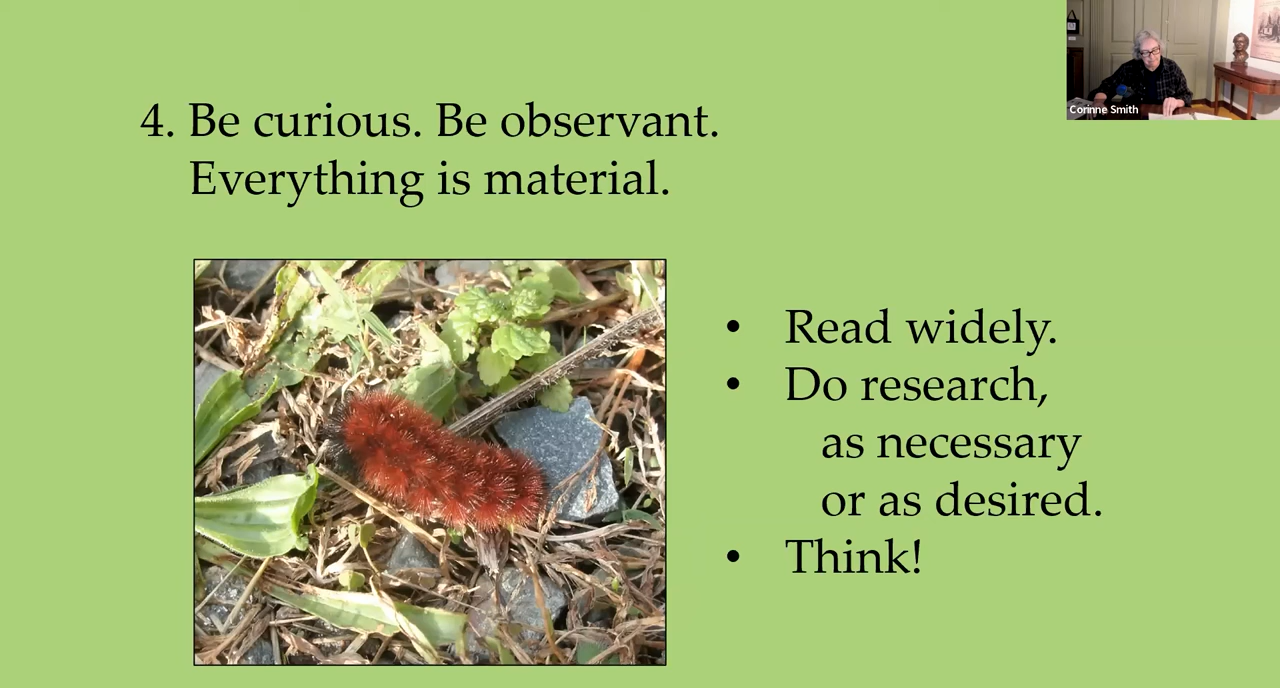 4. Be curious. Be observant.
Everything is material.
• Read widely.
• Do research,
as necessary
or as desired.
• Think!
Corinne Smith